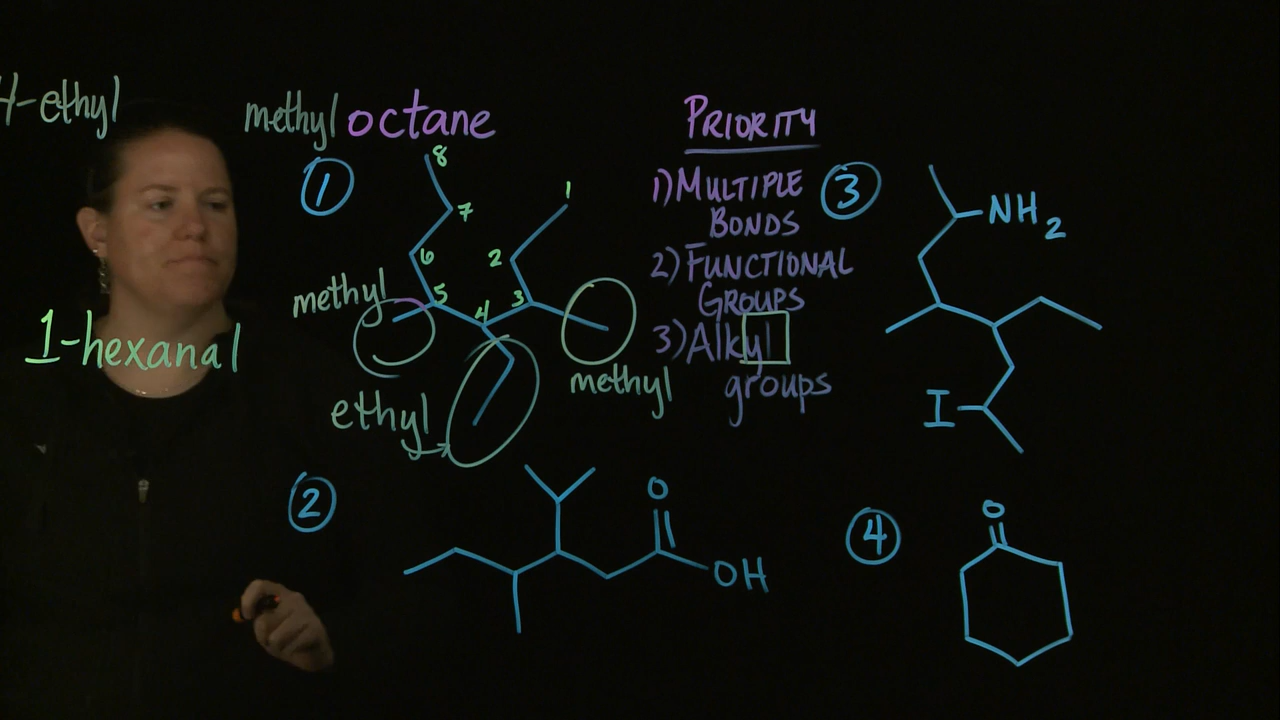 4-ethyl
methyl octane
1
8
7
6
5
4
3
2
1
methyl
ethyl
methyl
1-hexanal
PRIORITY
1) MULTIPLE
BONDS
2) FUNCTIONAL
GROUPS
3) Alkyl
groups
3
NH2
I
2
O
OH
4
O